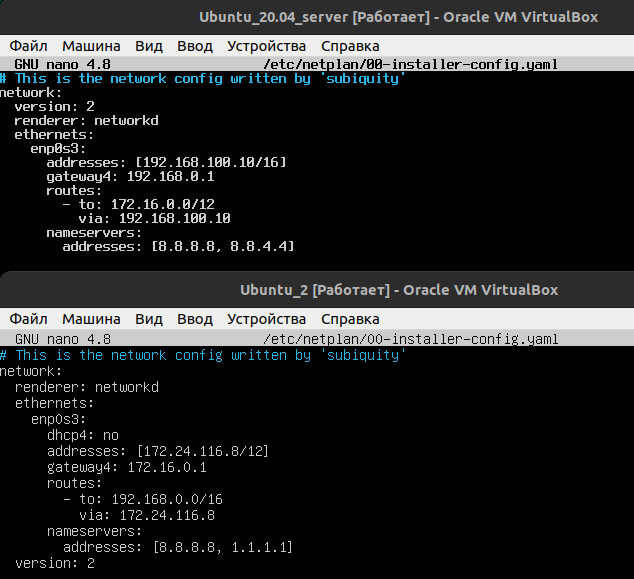 Ubuntu_20.04_server [Работает] - Oracle VM VirtualBox
Файл Машина Вид Ввод Устройства Справка
GNU nano 4.8 /etc/netplan/00-installer-config.yaml
# This is the network config written by 'subiquity'
network:
  version: 2
  renderer: networkd
  ethernets:
    enp0s3:
      addresses: [192.168.100.10/16]
      gateway4: 192.168.0.1
      routes:
        - to: 172.16.0.0/12
          via: 192.168.100.10
      nameservers:
        addresses: [8.8.8.8, 8.8.4.4]
Ubuntu_2 [Работает] - Oracle VM VirtualBox
Файл Машина Вид Ввод Устройства Справка
GNU nano 4.8 /etc/netplan/00-installer-config.yaml
# This is the network config written by 'subiquity'
network:
  renderer: networkd
  ethernets:
    enp0s3:
      dhcp4: no
      addresses: [172.24.116.8/12]
      gateway4: 172.16.0.1
      routes:
        - to: 192.168.0.0/16
          via: 172.24.116.8
      nameservers:
        addresses: [8.8.8.8, 1.1.1.1]
  version: 2